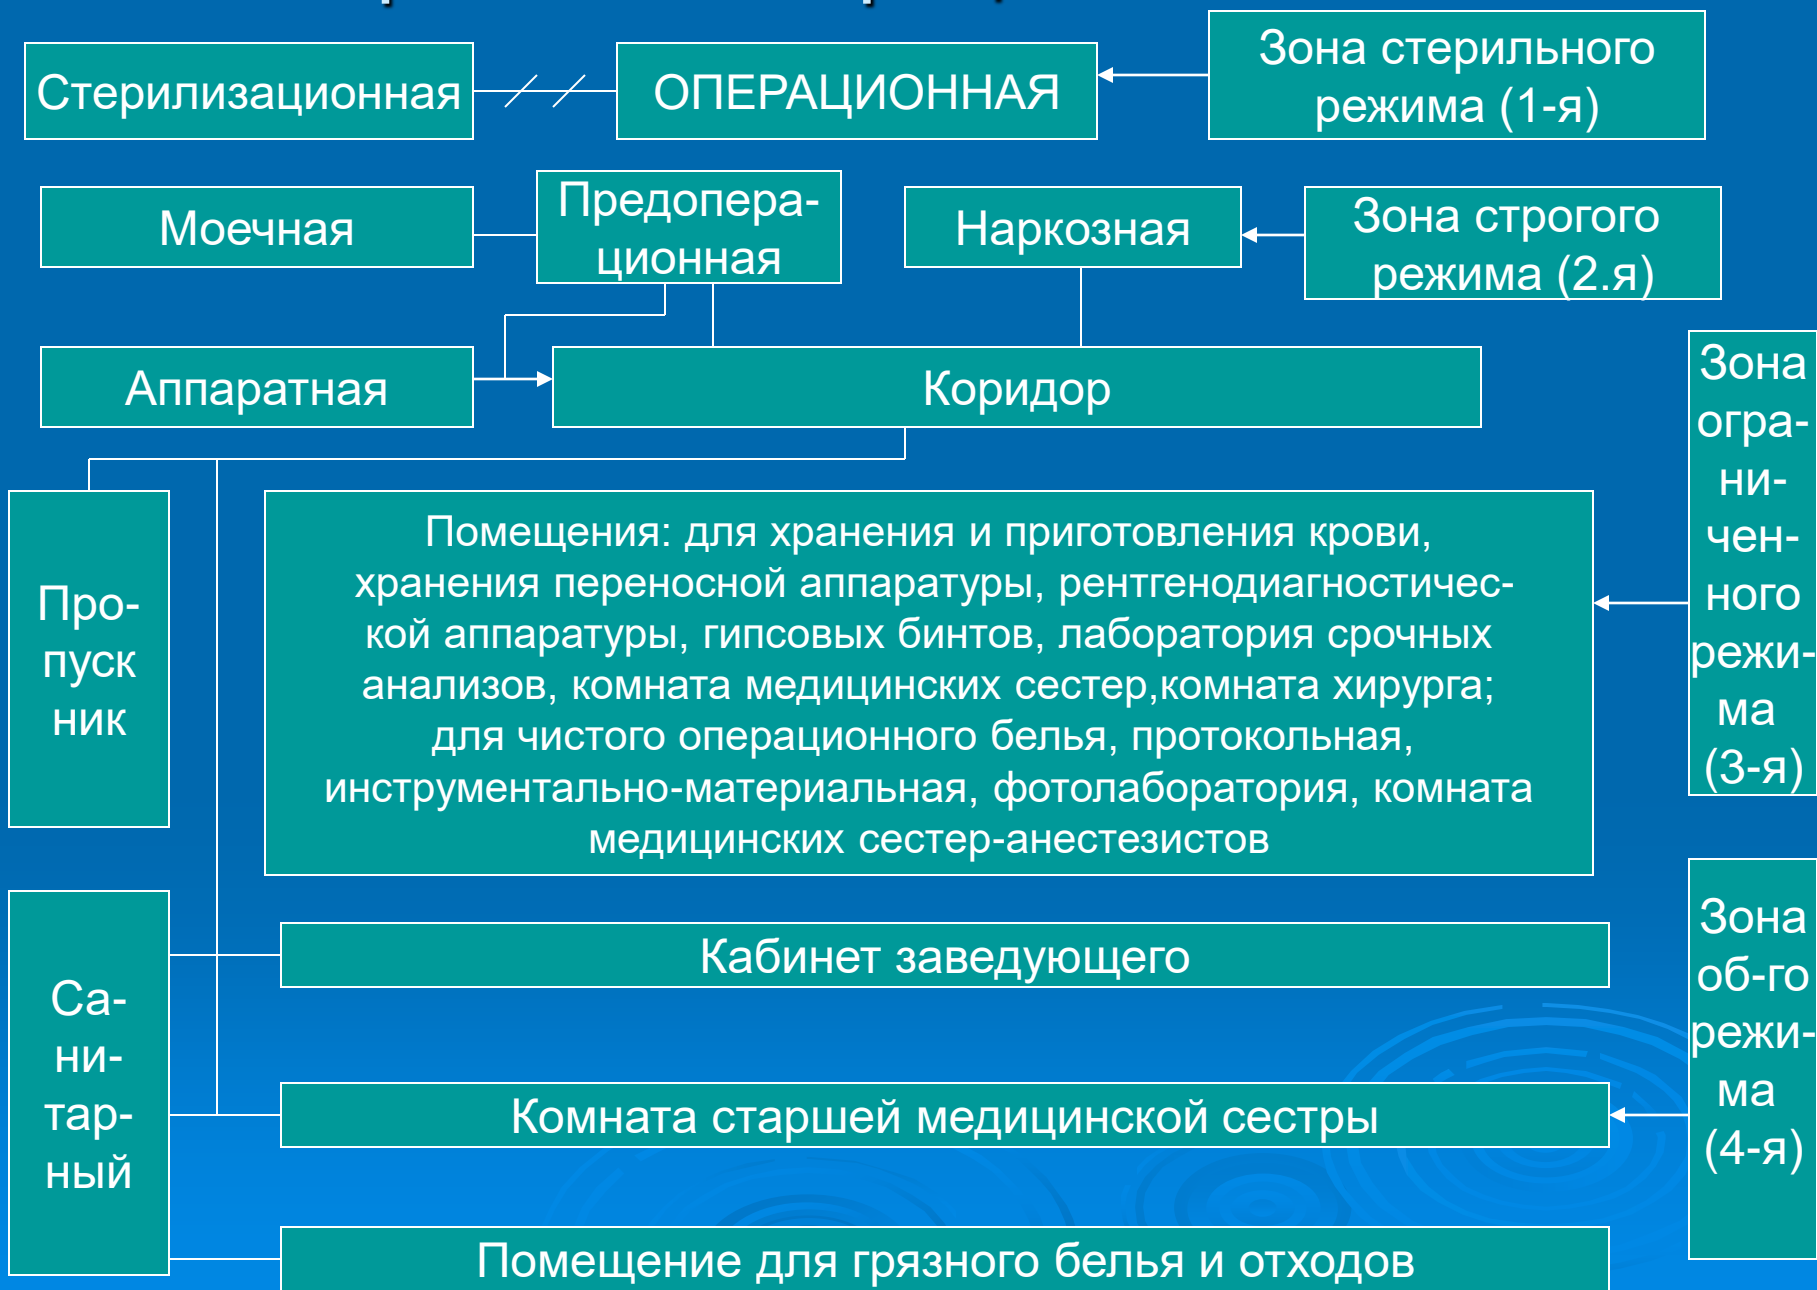 Стерилизационная
ОПЕРАЦИОННАЯ
Зона стерильного
режима (1-я)
Моечная
Предопера-
ционная
Наркозная
Зона строгого
режима (2.я)
Аппаратная
Коридор
Зона
огра-
ни-
чен-
ного
режи-
ма
(3-я)
Про-
пуск
ник
Помещения: для хранения и приготовления крови,
хранения переносной аппаратуры, рентгенодиагностичес-
кой аппаратуры, гипсовых бинтов, лаборатория срочных
анализов, комната медицинских сестер,комната хирурга;
для чистого операционного белья, протокольная,
инструментально-материальная, фотолаборатория, комната
медицинских сестер-анестезистов
Са-
ни-
тар-
ный
Кабинет заведующего
Зона
об-го
режи-
ма
(4-я)
Комната старшей медицинской сестры
Помещение для грязного белья и отходов